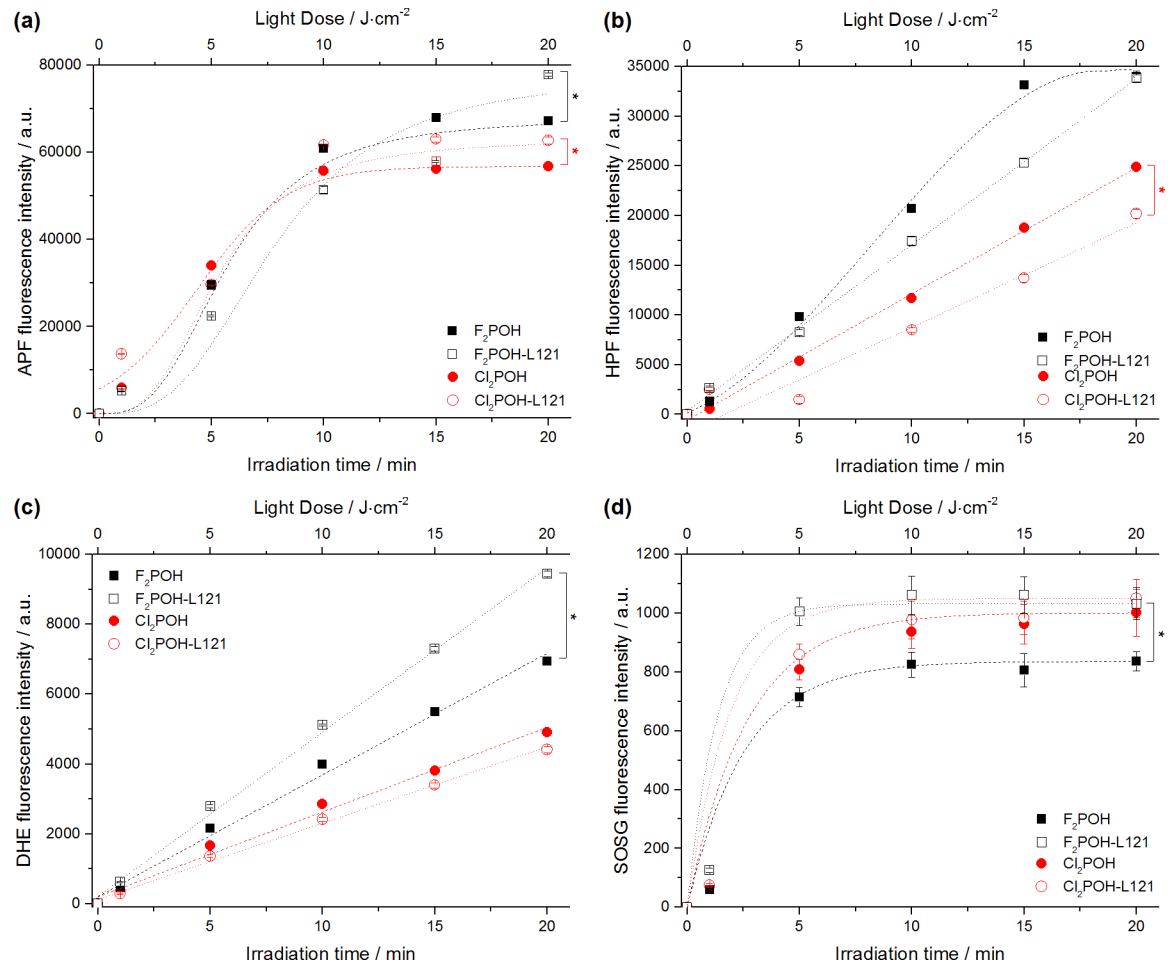 (a)
Light Dose / J·cm⁻²
0 5 10 15 20
80000
60000
40000
20000
0
APF fluorescence intensity / a.u.
*
*
F₂POH
F₂POH-L121
Cl₂POH
Cl₂POH-L121
0 5 10 15 20
Irradiation time / min
(b)
Light Dose / J·cm⁻²
0 5 10 15 20
35000
30000
25000
20000
15000
10000
5000
0
HPF fluorescence intensity / a.u.
*
F₂POH
F₂POH-L121
Cl₂POH
Cl₂POH-L121
0 5 10 15 20
Irradiation time / min
(c)
Light Dose / J·cm⁻²
0 5 10 15 20
10000
8000
6000
4000
2000
0
DHE fluorescence intensity / a.u.
F₂POH
F₂POH-L121
Cl₂POH
Cl₂POH-L121
*
0 5 10 15 20
Irradiation time / min
(d)
Light Dose / J·cm⁻²
0 5 10 15 20
1200
1000
800
600
400
200
0
SOSG fluorescence intensity / a.u.
*
F₂POH
F₂POH-L121
Cl₂POH
Cl₂POH-L121
0 5 10 15 20
Irradiation time / min